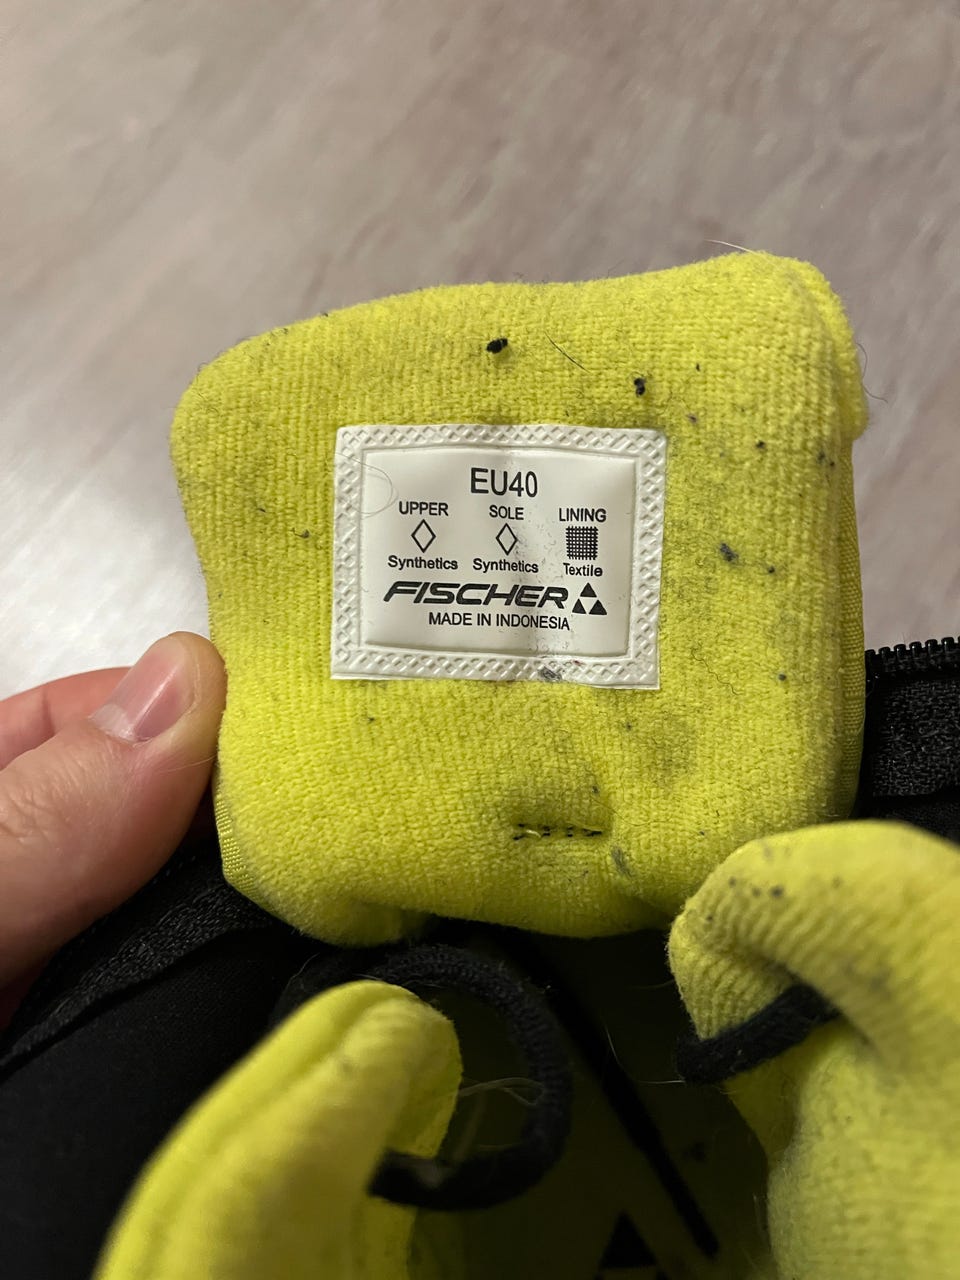 EU40
UPPER SOLE LINING
Synthetics Synthetics Textile
FISCHER
MADE IN INDONESIA